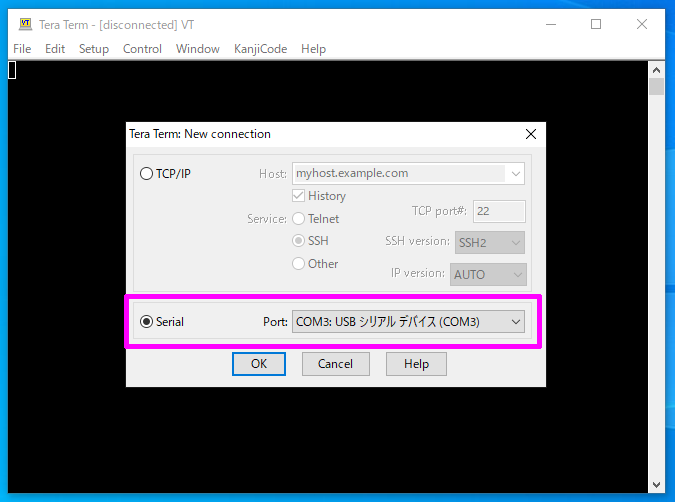 VT
Tera Term - [disconnected] VT
File Edit Setup Control Window KanjiCode Help
Tera Term: New connection
TCP/IP
Host: myhost.example.com
History
Service: Telnet
TCP port#: 22
SSH
SSH version: SSH2
Other
IP version: AUTO
Serial
Port: COM3: USB シリアル デバイス (COM3)
OK Cancel Help